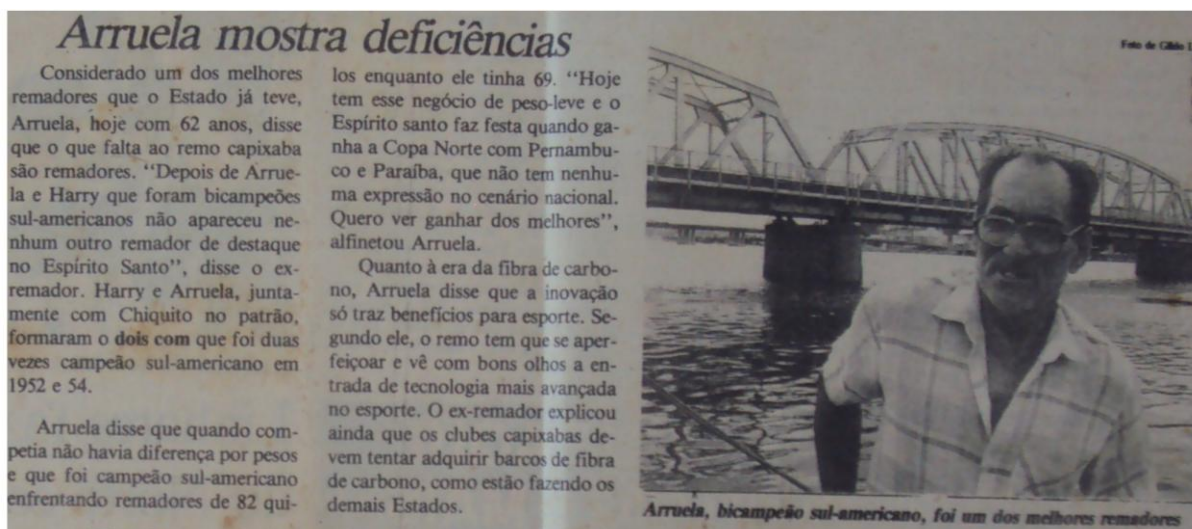 Arruela mostra deficiências
Considerado um dos melhores
remadores que o Estado já teve,
Arruela, hoje com 62 anos, disse
que o que falta ao remo capixaba
são remadores. “Depois de Arrue-
la e Harry que foram bicampeões
sul-americanos não apareceu ne-
nhum outro remador de destaque
no Espírito Santo”, disse o ex-
remador. Harry e Arruela, junta-
mente com Chiquito no patrão,
formaram o dois com que foi duas
vezes campeão sul-americano em
1952 e 54.
Arruela disse que quando com-
petia não havia diferença por pesos
e que foi campeão sul-americano
enfrentando remadores de 82 qui-
los enquanto ele tinha 69. “Hoje
tem esse negócio de peso-leve e o
Espírito santo faz festa quando ga-
nha a Copa Norte com Pernambu-
co e Paraíba, que não tem nenhu-
ma expressão no cenário nacional.
Quero ver ganhar dos melhores”,
alfinetou Arruela.
Quanto à era da fibra de carbo-
no, Arruela disse que a inovação
só traz benefícios para esporte. Se-
gundo ele, o remo tem que se aper-
feiçoar e vê com bons olhos a en-
trada de tecnologia mais avançada
no esporte. O ex-remador explicou
ainda que os clubes capixabas de-
vem tentar adquirir barcos de fibra
de carbono, como estão fazendo os
demais Estados.
Foto de Gildo
Arruela, bicampeão sul-americano, foi um dos melhores remadores